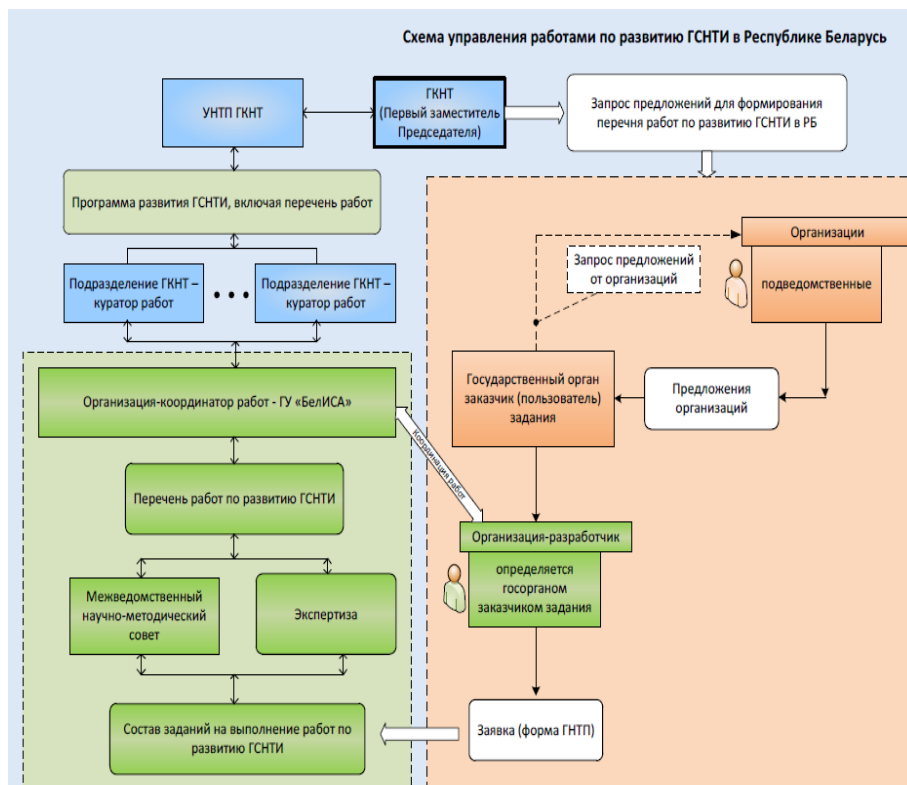 Схема управления работами по развитию ГСНТИ в Республике Беларусь
УНТП ГКНТ
ГКНТ
(Первый заместитель
Председателя)
Запрос предложений для формирования
перечня работ по развитию ГСНТИ в РБ
Программа развития ГСНТИ, включая перечень работ
Подразделение ГКНТ –
куратор работ
Подразделение ГКНТ –
куратор работ
Организации
подведомственные
Запрос предложений
от организаций
Организация-координатор работ - ГУ «БелИСА»
Государственный орган
заказчик (пользователь)
задания
Предложения
организаций
Координация работ
Перечень работ по развитию ГСНТИ
Организация-разработчик
определяется
госорганом
заказчиком задания
Межведомственный
научно-методический
совет
Экспертиза
Состав заданий на выполнение работ по
развитию ГСНТИ
Заявка (форма ГНТП)